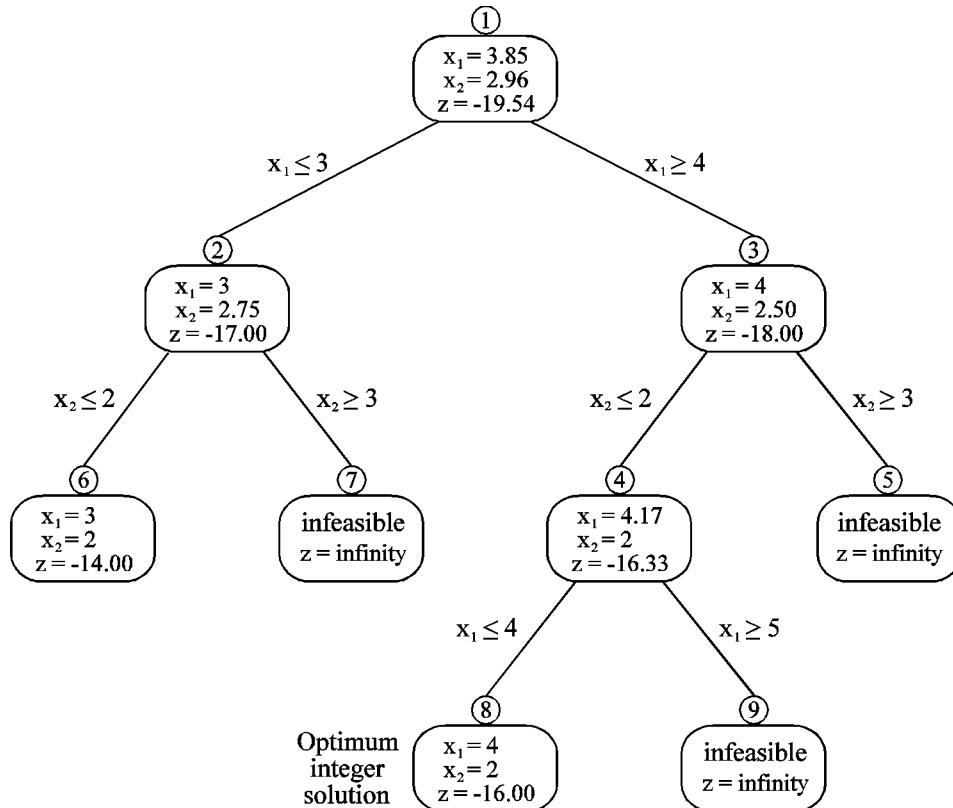 1
x₁ = 3.85
x₂ = 2.96
z = -19.54
x₁ ≤ 3
x₁ ≥ 4
2
x₁ = 3
x₂ = 2.75
z = -17.00
3
x₁ = 4
x₂ = 2.50
z = -18.00
x₂ ≤ 2
x₂ ≥ 3
x₂ ≤ 2
x₂ ≥ 3
6
x₁ = 3
x₂ = 2
z = -14.00
7
infeasible
z = infinity
4
x₁ = 4.17
x₂ = 2
z = -16.33
5
infeasible
z = infinity
x₁ ≤ 4
x₁ ≥ 5
Optimum
integer
solution
8
x₁ = 4
x₂ = 2
z = -16.00
9
infeasible
z = infinity